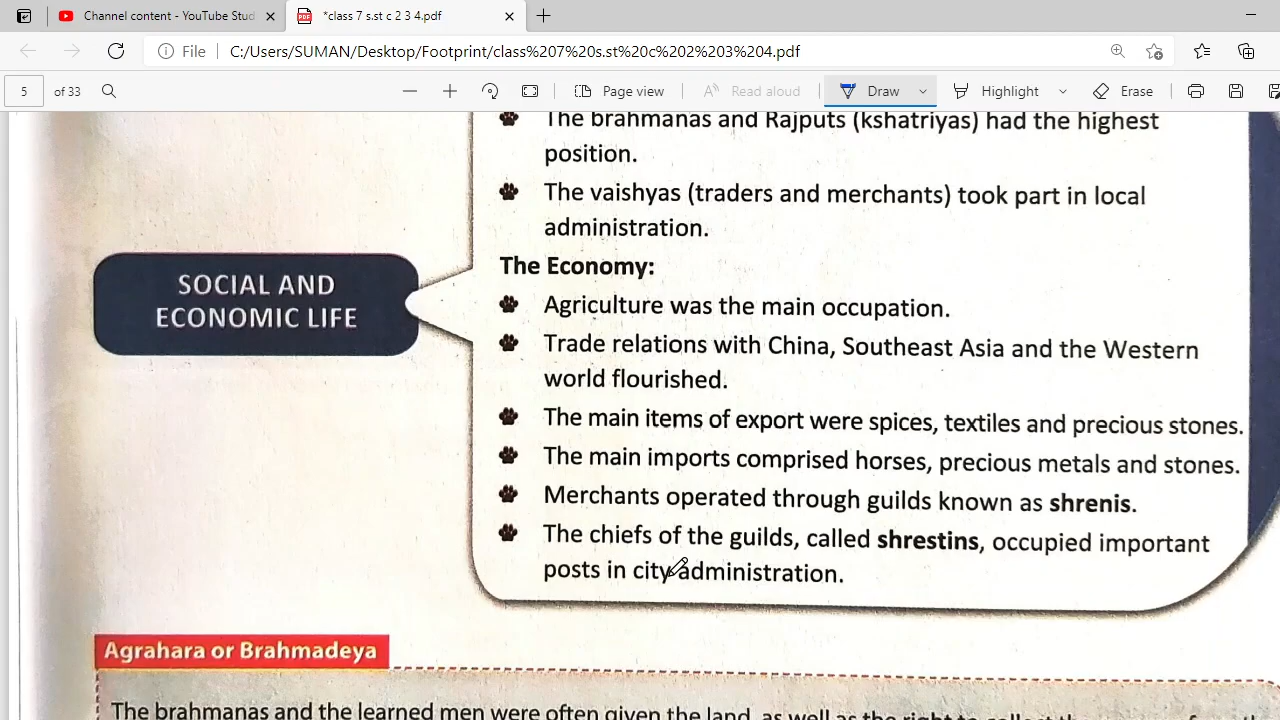 Channel content - YouTube Stud
*class 7 s.st c 2 3 4.pdf
File C:/Users/SUMAN/Desktop/Footprint/class%207%20s.st%20c%202%203%204.pdf
5 of 33 Page view Read aloud Draw Highlight Erase
The brahmanas and Rajputs (kshatriyas) had the highest
position.
The vaishyas (traders and merchants) took part in local
administration.
SOCIAL AND
ECONOMIC LIFE
The Economy:
Agriculture was the main occupation.
Trade relations with China, Southeast Asia and the Western
world flourished.
The main items of export were spices, textiles and precious stones.
The main imports comprised horses, precious metals and stones.
Merchants operated through guilds known as shrenis.
The chiefs of the guilds, called shrestins, occupied important
posts in city administration.
Agrahara or Brahmadeya
The brahmanas and the learned men were often given the land, as well as the right to collect the